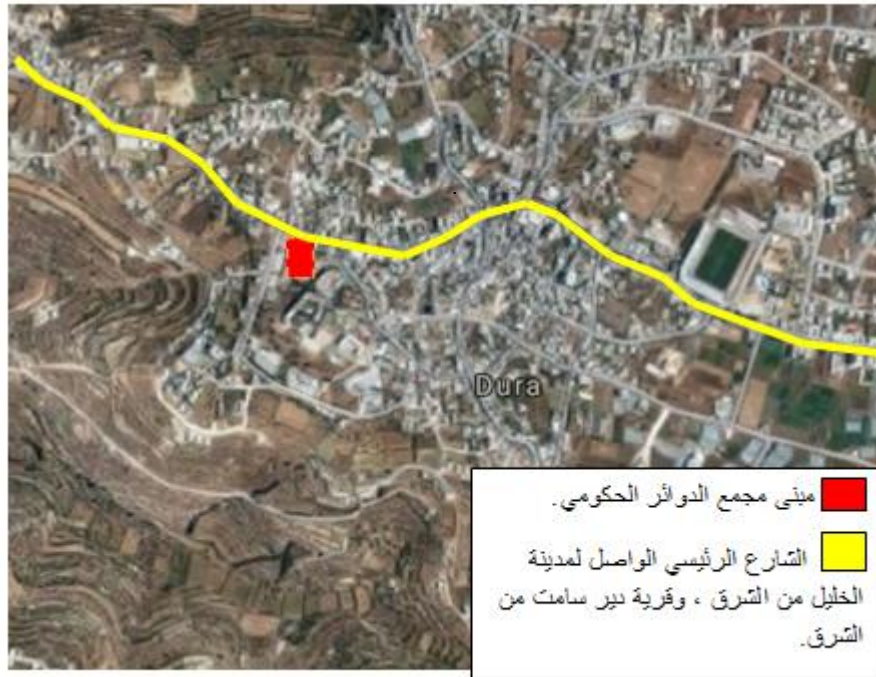 Dura
مبنى مجمع الدوائر الحكومي.
الشارع الرئيسي الواصل لمدينة
الخليل من الشرق ، وقرية دير سامت من
الشرق.